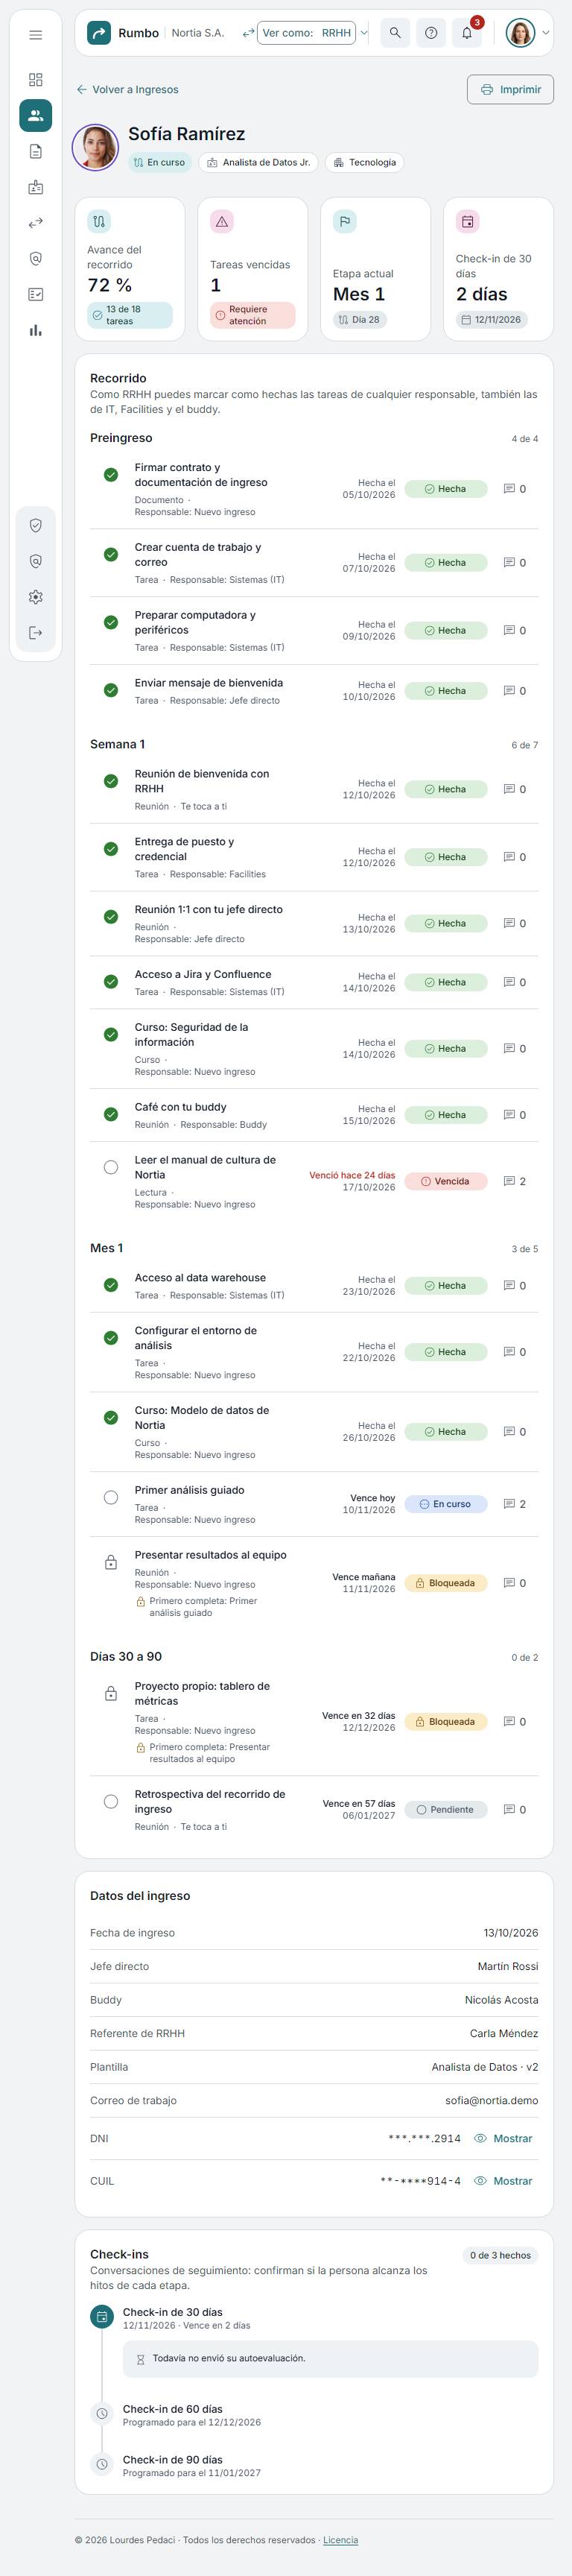 Rumbo
Nortia S.A.
Ver como: RRHH
3
Volver a Ingresos
Imprimir
Sofía Ramírez
En curso
Analista de Datos Jr.
Tecnología
Avance del
recorrido
72 %
13 de 18
tareas
Tareas vencidas
1
Requiere
atención
Etapa actual
Mes 1
Día 28
Check-in de 30
días
2 días
12/11/2026
Recorrido
Como RRHH puedes marcar como hechas las tareas de cualquier responsable, también las
de IT, Facilities y el buddy.
Preingreso
4 de 4
Firmar contrato y
documentación de ingreso
Documento ·
Responsable: Nuevo ingreso
Hecha el
05/10/2026
Hecha
0
Crear cuenta de trabajo y
correo
Tarea · Responsable: Sistemas (IT)
Hecha el
07/10/2026
Hecha
0
Preparar computadora y
periféricos
Tarea · Responsable: Sistemas (IT)
Hecha el
09/10/2026
Hecha
0
Enviar mensaje de bienvenida
Tarea · Responsable: Jefe directo
Hecha el
10/10/2026
Hecha
0
Semana 1
6 de 7
Reunión de bienvenida con
RRHH
Reunión · Te toca a ti
Hecha el
12/10/2026
Hecha
0
Entrega de puesto y
credencial
Tarea · Responsable: Facilities
Hecha el
12/10/2026
Hecha
0
Reunión 1:1 con tu jefe directo
Reunión ·
Responsable: Jefe directo
Hecha el
13/10/2026
Hecha
0
Acceso a Jira y Confluence
Tarea · Responsable: Sistemas (IT)
Hecha el
14/10/2026
Hecha
0
Curso: Seguridad de la
información
Curso ·
Responsable: Nuevo ingreso
Hecha el
14/10/2026
Hecha
0
Café con tu buddy
Reunión · Responsable: Buddy
Hecha el
15/10/2026
Hecha
0
Leer el manual de cultura de
Nortia
Lectura ·
Responsable: Nuevo ingreso
Venció hace 24 días
17/10/2026
Vencida
2
Mes 1
3 de 5
Acceso al data warehouse
Tarea · Responsable: Sistemas (IT)
Hecha el
23/10/2026
Hecha
0
Configurar el entorno de
análisis
Tarea ·
Responsable: Nuevo ingreso
Hecha el
22/10/2026
Hecha
0
Curso: Modelo de datos de
Nortia
Curso ·
Responsable: Nuevo ingreso
Hecha el
26/10/2026
Hecha
0
Primer análisis guiado
Tarea ·
Responsable: Nuevo ingreso
Vence hoy
10/11/2026
En curso
2
Presentar resultados al equipo
Reunión ·
Responsable: Nuevo ingreso
Primero completa: Primer
análisis guiado
Vence mañana
11/11/2026
Bloqueada
0
Días 30 a 90
0 de 2
Proyecto propio: tablero de
métricas
Tarea ·
Responsable: Nuevo ingreso
Primero completa: Presentar
resultados al equipo
Vence en 32 días
12/12/2026
Bloqueada
0
Retrospectiva del recorrido de
ingreso
Reunión · Te toca a ti
Vence en 57 días
06/01/2027
Pendiente
0
Datos del ingreso
Fecha de ingreso
13/10/2026
Jefe directo
Martín Rossi
Buddy
Nicolás Acosta
Referente de RRHH
Carla Méndez
Plantilla
Analista de Datos · v2
Correo de trabajo
sofia@nortia.demo
DNI
***.***.2914
Mostrar
CUIL
**-****914-4
Mostrar
Check-ins
0 de 3 hechos
Conversaciones de seguimiento: confirman si la persona alcanza los
hitos de cada etapa.
Check-in de 30 días
12/11/2026 · Vence en 2 días
Todavía no envió su autoevaluación.
Check-in de 60 días
Programado para el 12/12/2026
Check-in de 90 días
Programado para el 11/01/2027
© 2026 Lourdes Pedaci · Todos los derechos reservados · Licencia